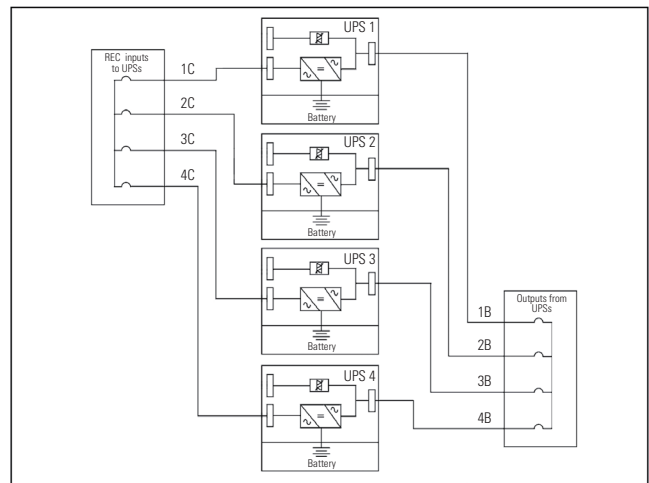 REC inputs
to UPSs
1C
2C
3C
4C
UPS 1
Battery
UPS 2
Battery
UPS 3
Battery
UPS 4
Battery
Outputs from
UPSs
1B
2B
3B
4B